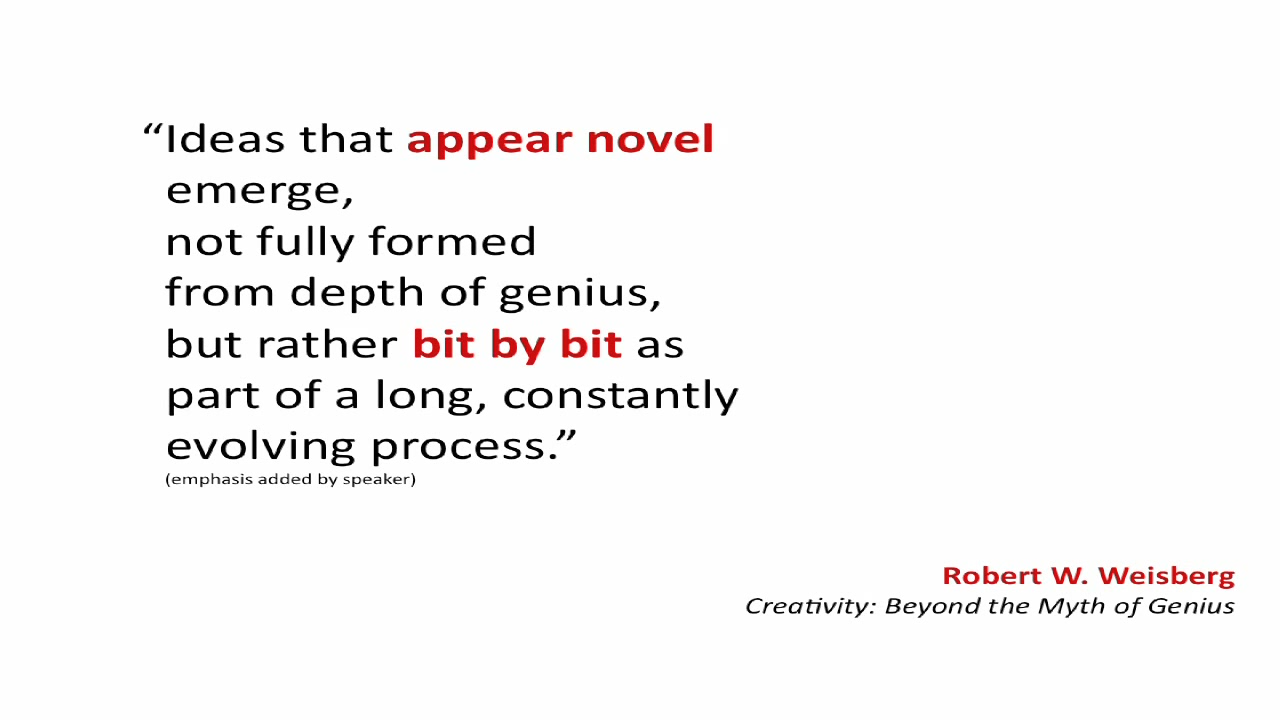 “Ideas that appear novel
emerge,
not fully formed
from depth of genius,
but rather bit by bit as
part of a long, constantly
evolving process.”
(emphasis added by speaker)
Robert W. Weisberg
Creativity: Beyond the Myth of Genius